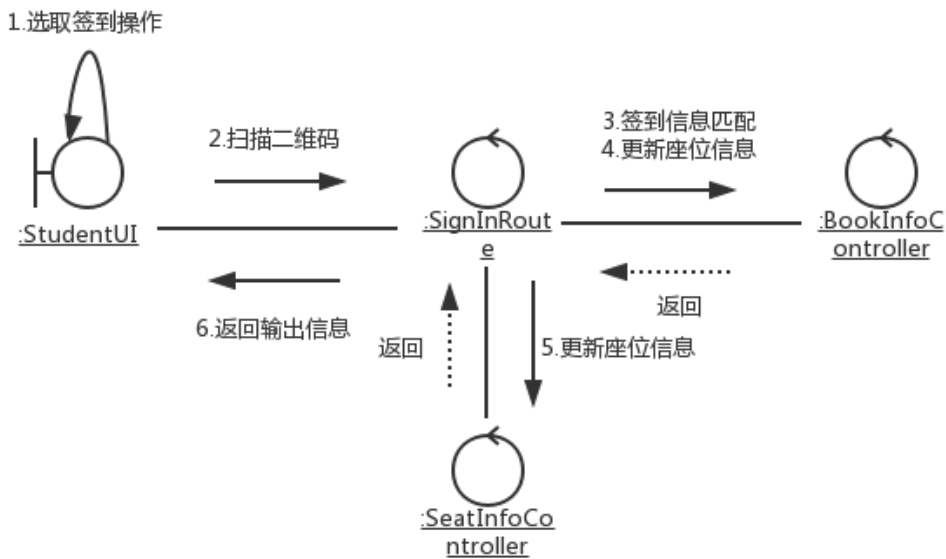 1.选取签到操作
2.扫描二维码
3.签到信息匹配
4.更新座位信息
:StudentUI
:SignInRout
e
:BookInfoC
ontroller
返回
6.返回输出信息
返回
5.更新座位信息
:SeatInfoCo
ntroller